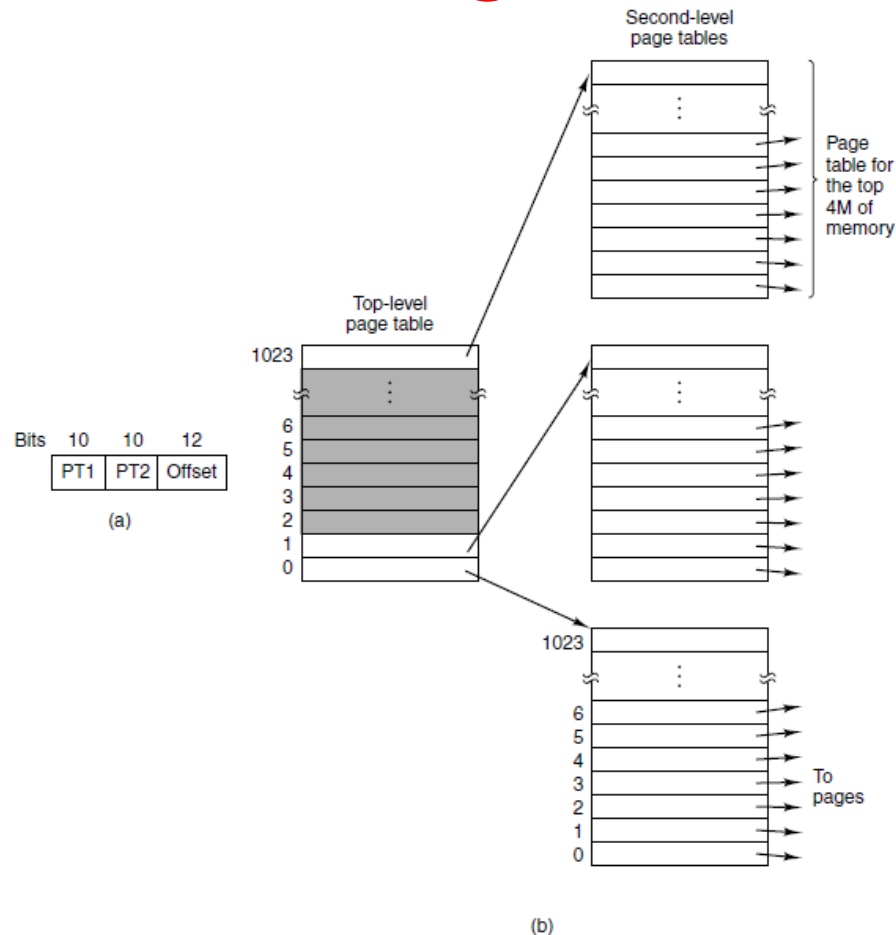 Second-level
page tables
Page
table for
the top
4M of
memory
Top-level
page table
1023
6
5
4
3
2
1
0
Bits 10 10 12
PT1 PT2 Offset
(a)
1023
6
5
4
3
2
1
0
To
pages
(b)